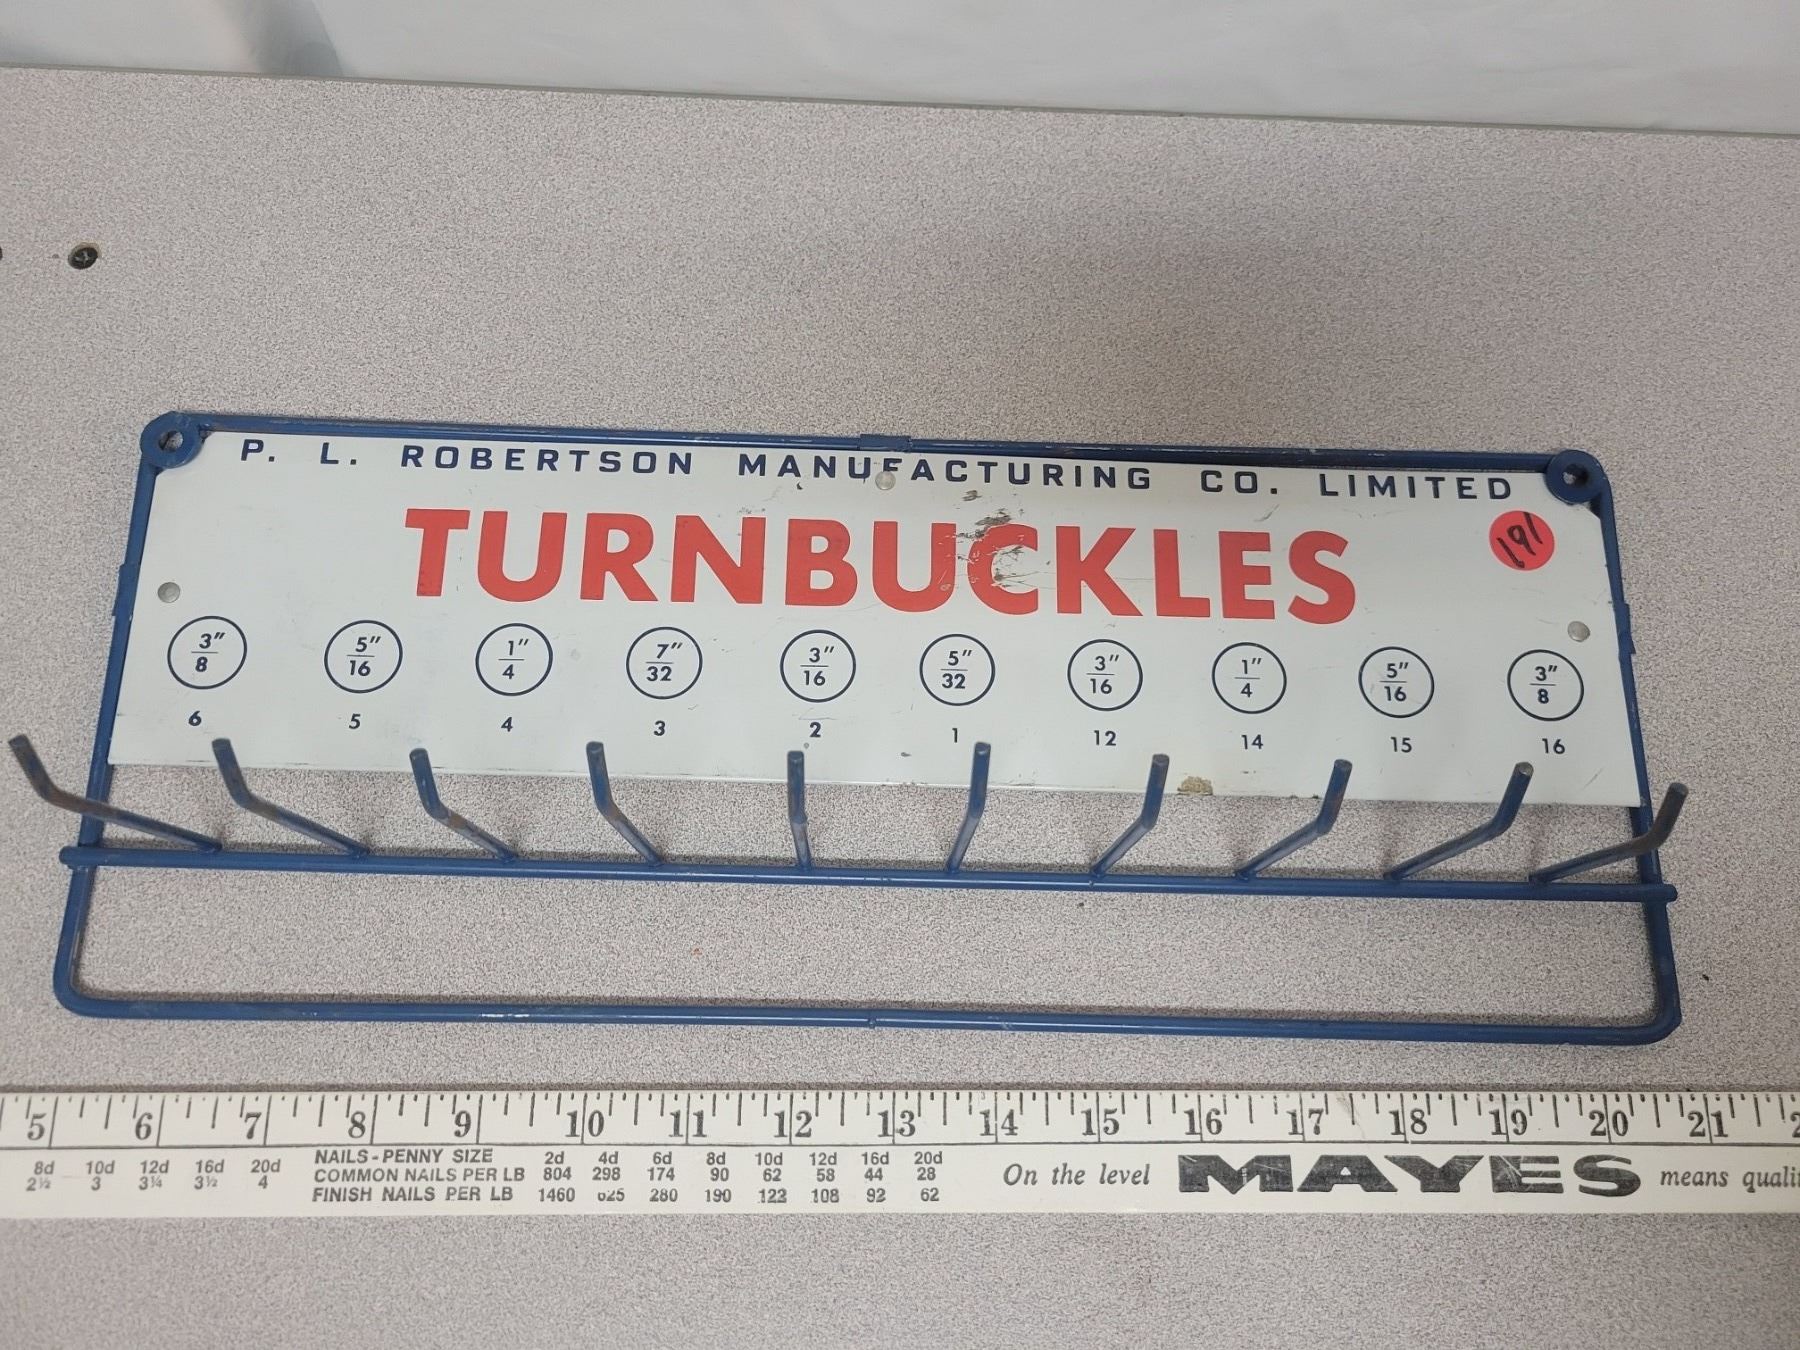 P. L. ROBERTSON MANUFACTURING CO. LIMITED
TURNBUCKLES
191
3"/8 5"/16 1"/4 7"/32 3"/16 5"/32 3"/16 1"/4 5"/16 3"/8
6 5 4 3 2 1 12 14 15 16
5 6 7 8 9 10 11 12 13 14 15 16 17 18 19 20 21
8d 10d 12d 16d 20d
2½ 3 3¼ 3½ 4
NAILS - PENNY SIZE 2d 4d 6d 8d 10d 12d 16d 20d
COMMON NAILS PER LB 804 298 174 90 62 58 44 28
FINISH NAILS PER LB 1460 625 280 190 123 108 92 62
On the level MAYES means